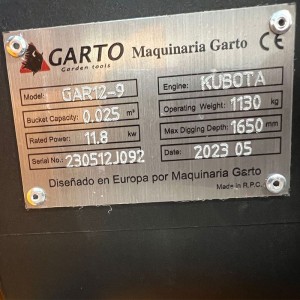 GARTO Maquinaria Garto CE
Garden tools
Model: GAR12-9 Engine: KUBOTA
Bucket Capacity: 0.025 m³ Operating Weight: 1130 kg
Rated Power: 11.8 kw Max Digging Depth: 1650 mm
Serial No.: 230512J092 Date: 2023 05
Diseñado en Europa por Maquinaria Garto
Made in R.P.C.